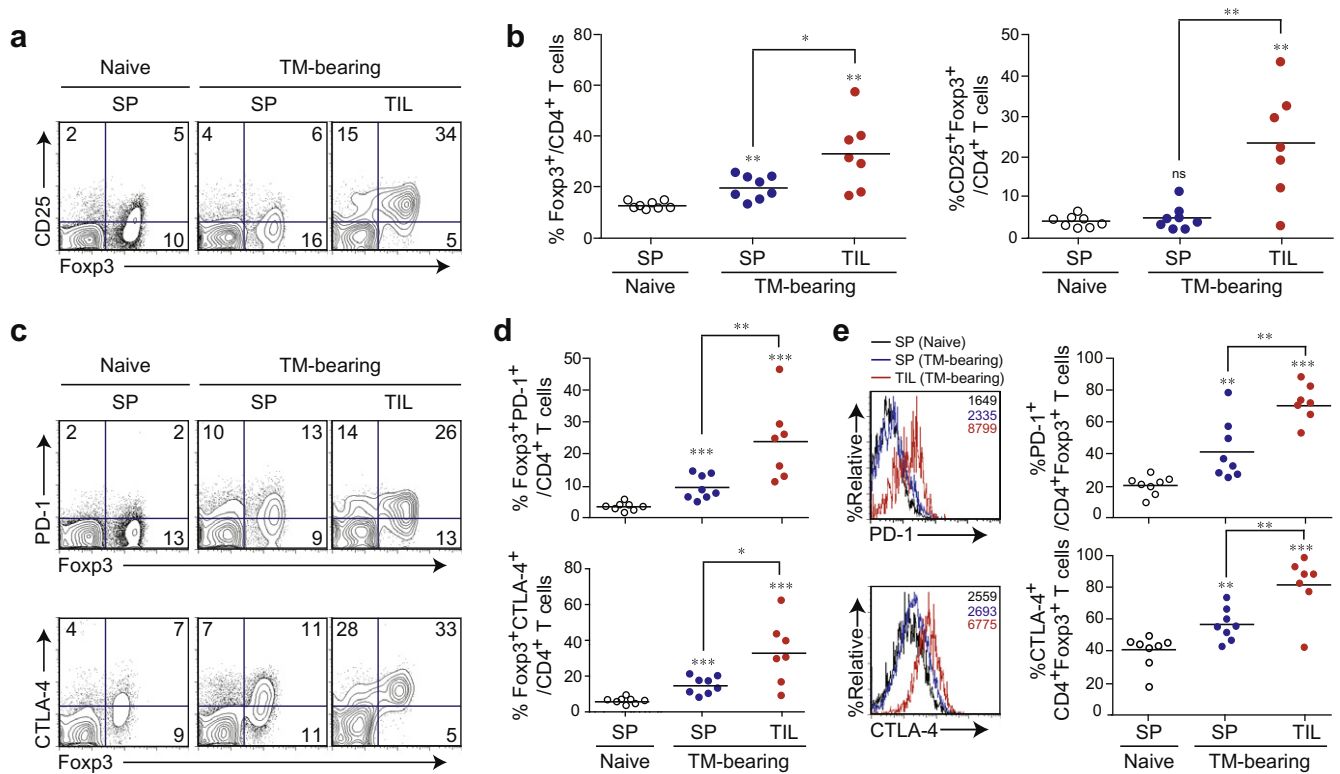 a
Naive
TM-bearing
SP
SP
TIL
2
5
10
4
6
16
15
34
5
CD25
Foxp3
b
% Foxp3+/CD4+ T cells
80
60
40
20
0
*
**
**
SP
SP
TIL
Naive
TM-bearing
%CD25+Foxp3+
/CD4+ T cells
50
40
30
20
10
0
**
**
ns
SP
SP
TIL
Naive
TM-bearing
c
Naive
TM-bearing
SP
SP
TIL
2
2
13
10
13
9
14
26
13
PD-1
Foxp3
4
7
9
7
11
11
28
33
5
CTLA-4
Foxp3
d
% Foxp3+PD-1+
/CD4+ T cells
50
40
30
20
10
0
**
***
***
% Foxp3+CTLA-4+
/CD4+ T cells
80
60
40
20
0
*
***
***
SP
SP
TIL
Naive
TM-bearing
e
SP (Naive)
SP (TM-bearing)
TIL (TM-bearing)
1649
2335
8799
%Relative
PD-1
2559
2693
6775
%Relative
CTLA-4
%PD-1+
/CD4+Foxp3+ T cells
100
80
60
40
20
0
**
**
***
%CTLA-4+
CD4+Foxp3+ T cells
100
80
60
40
20
0
**
**
***
SP
SP
TIL
Naive
TM-bearing